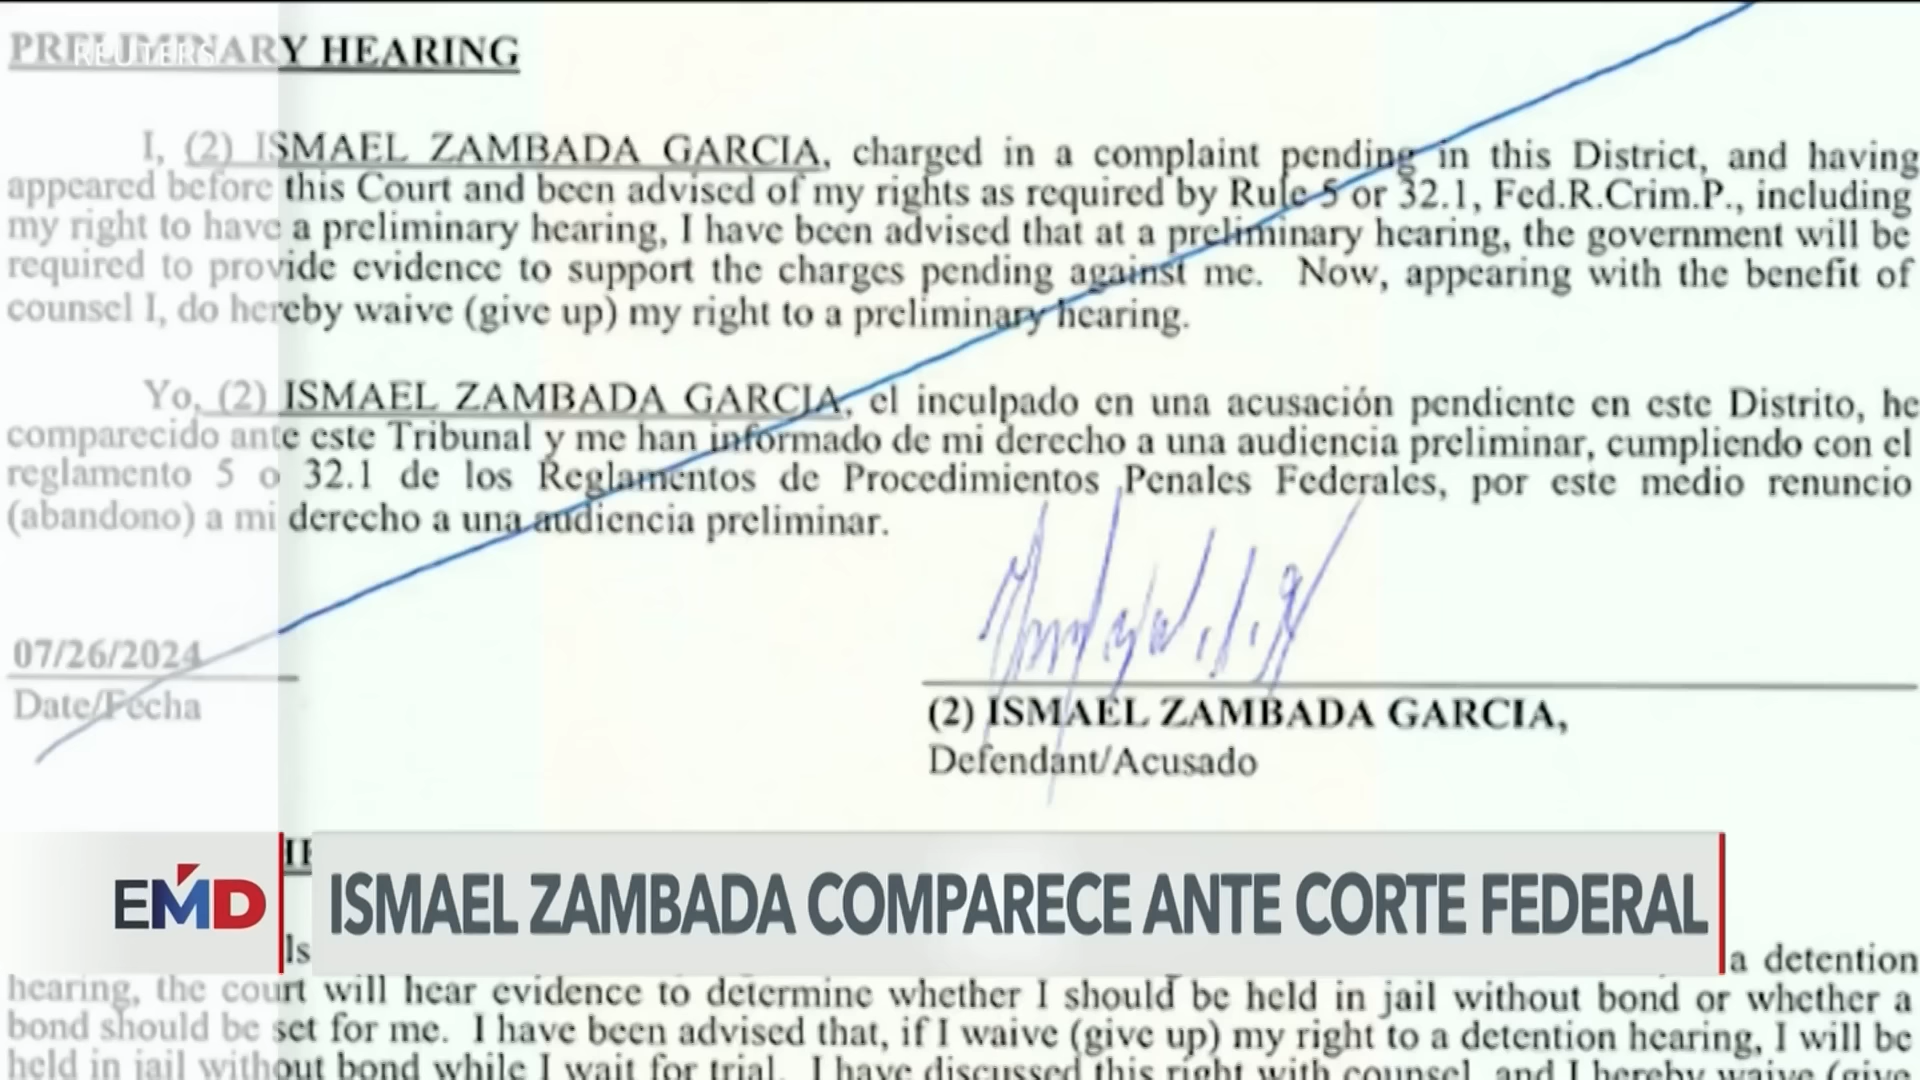 PRELIMINARY HEARING
REUTERS
I, (2) ISMAEL ZAMBADA GARCIA, charged in a complaint pending in this District, and having
appeared before this Court and been advised of my rights as required by Rule 5 or 32.1, Fed.R.Crim.P., including
my right to have a preliminary hearing, I have been advised that at a preliminary hearing, the government will be
required to provide evidence to support the charges pending against me. Now, appearing with the benefit of
counsel I, do hereby waive (give up) my right to a preliminary hearing.
Yo, (2) ISMAEL ZAMBADA GARCIA, el inculpado en una acusación pendiente en este Distrito, he
comparecido ante este Tribunal y me han informado de mi derecho a una audiencia preliminar, cumpliendo con el
reglamento 5 o 32.1 de los Reglamentos de Procedimientos Penales Federales, por este medio renuncio
(abandono) a mi derecho a una audiencia preliminar.
07/26/2024
Date/Fecha
(2) ISMAEL ZAMBADA GARCIA,
Defendant/Acusado
EMD
ISMAEL ZAMBADA COMPARECE ANTE CORTE FEDERAL
a detention
hearing, the court will hear evidence to determine whether I should be held in jail without bond or whether a
bond should be set for me. I have been advised that, if I waive (give up) my right to a detention hearing, I will be
held in jail without bond while I wait for trial. I have discussed this right with counsel, and I hereby waive (give